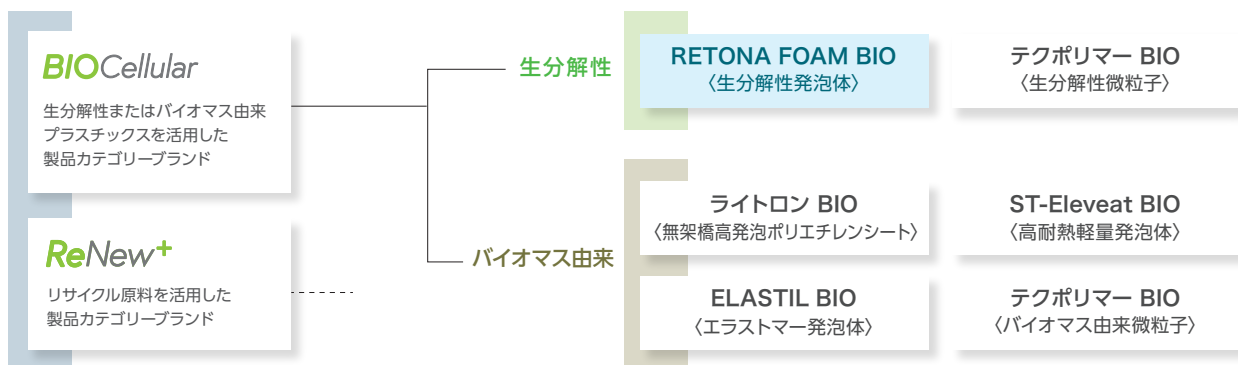 BIOCellular
生分解性またはバイオマス由来
プラスチックスを活用した
製品カテゴリーブランド
ReNew+
リサイクル原料を活用した
製品カテゴリーブランド
生分解性
RETONA FOAM BIO
〈生分解性発泡体〉
テクポリマー BIO
〈生分解性微粒子〉
バイオマス由来
ライトロン BIO
〈無架橋高発泡ポリエチレンシート〉
ST-Eleveat BIO
〈高耐熱軽量発泡体〉
ELASTIL BIO
〈エラストマー発泡体〉
テクポリマー BIO
〈バイオマス由来微粒子〉